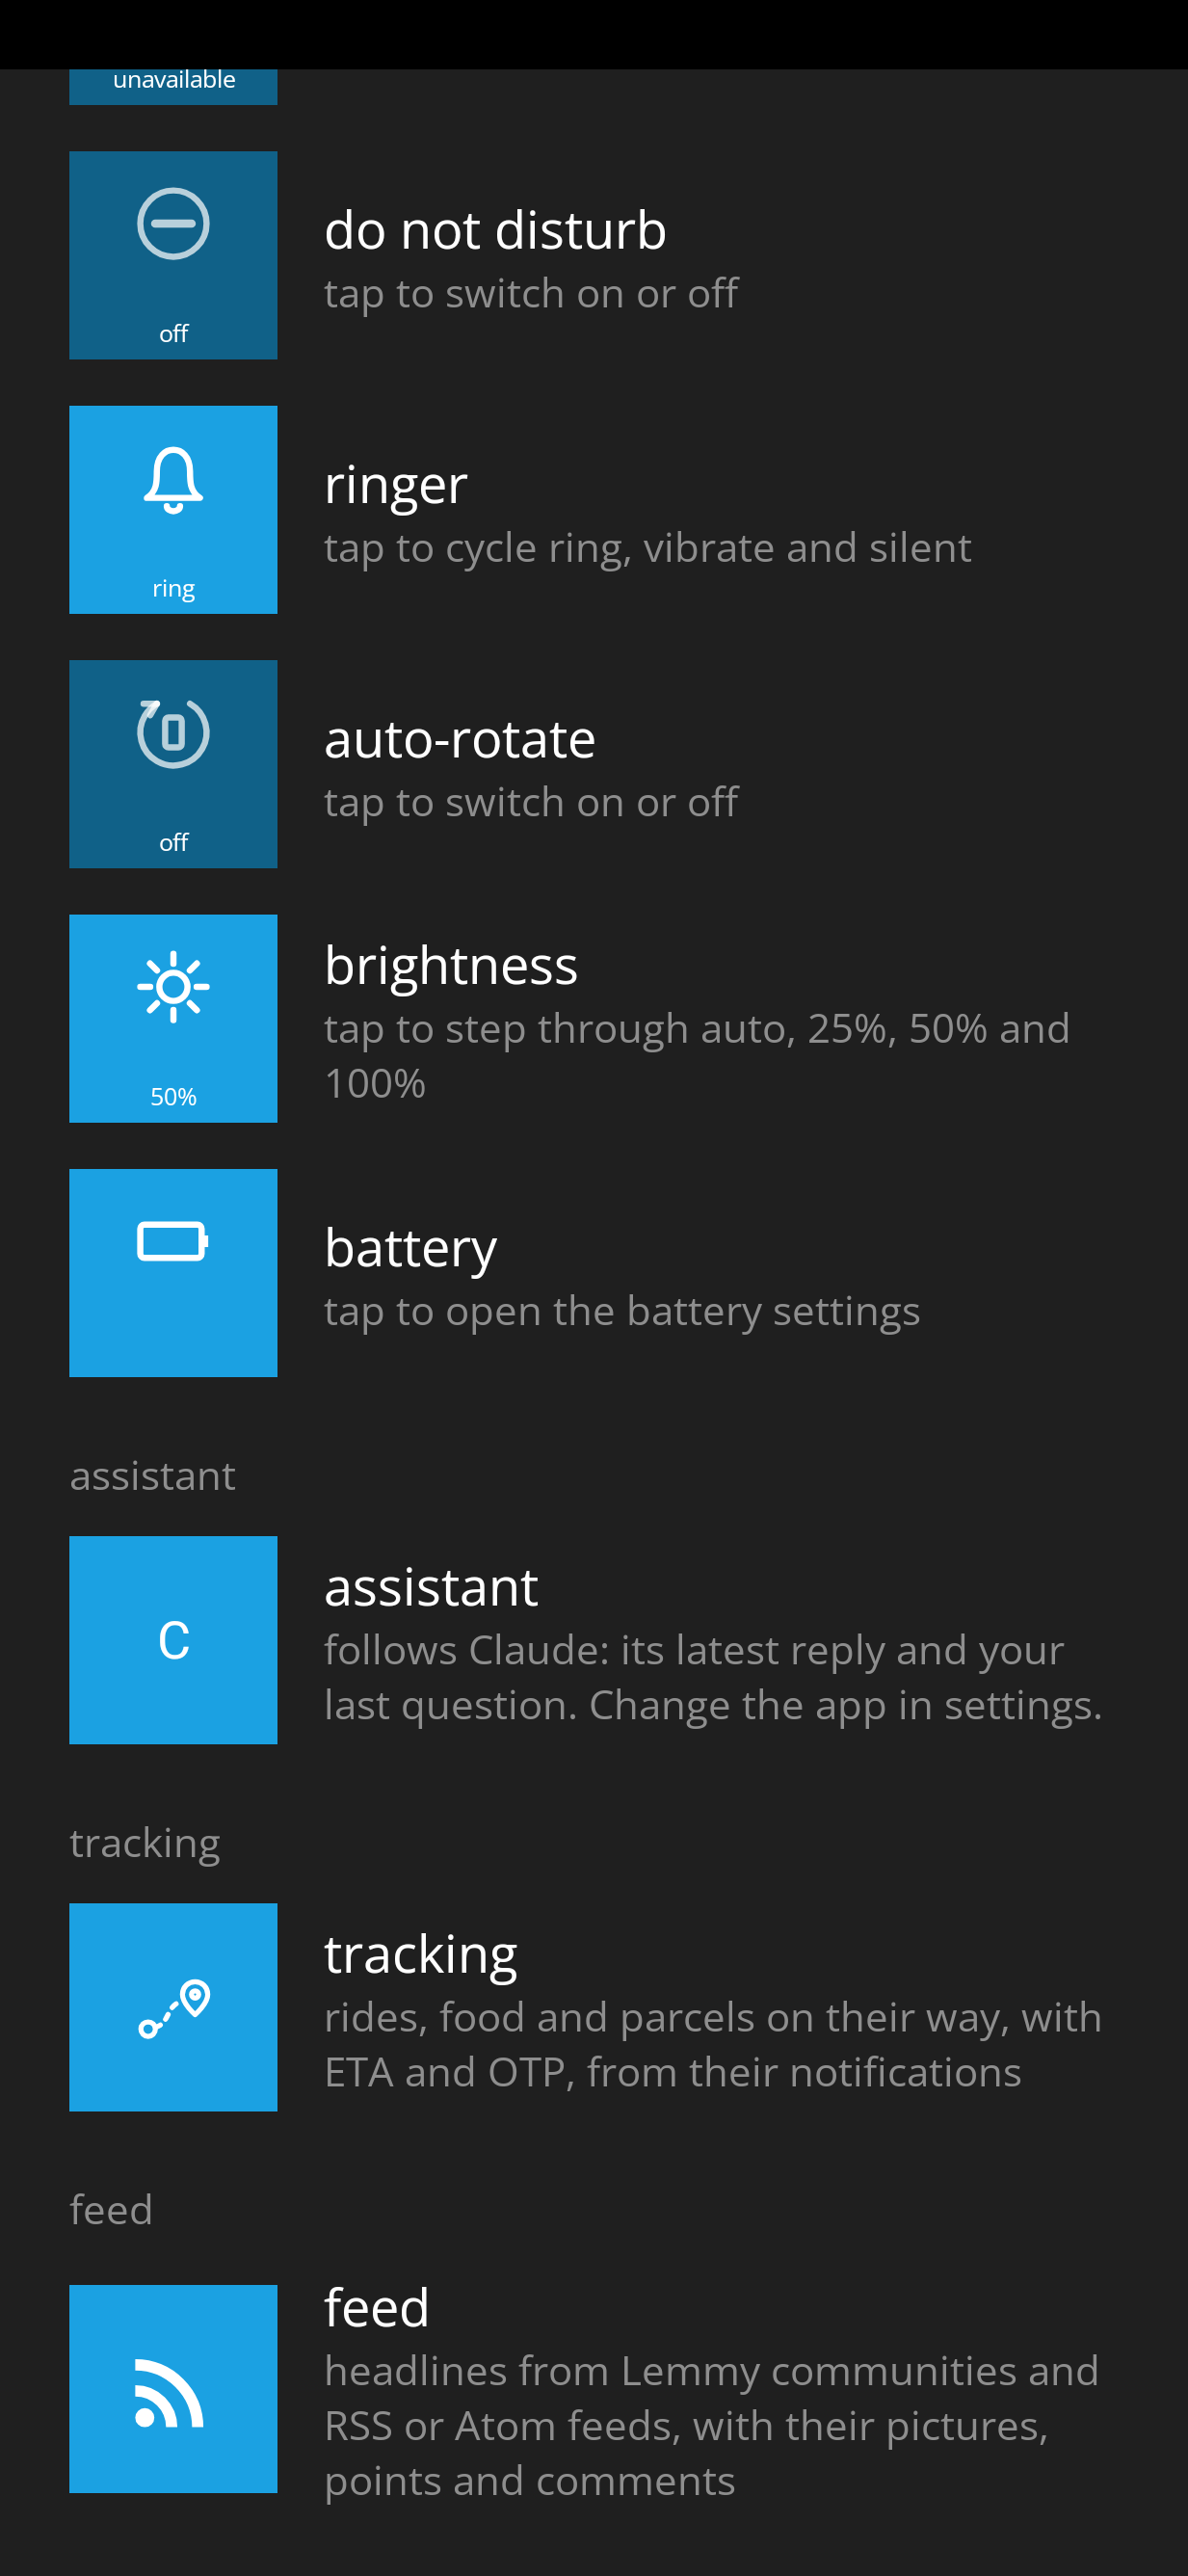 unavailable
do not disturb
tap to switch on or off
off
ringer
tap to cycle ring, vibrate and silent
ring
auto-rotate
tap to switch on or off
off
brightness
tap to step through auto, 25%, 50% and
100%
50%
battery
tap to open the battery settings
assistant
C
assistant
follows Claude: its latest reply and your
last question. Change the app in settings.
tracking
tracking
rides, food and parcels on their way, with
ETA and OTP, from their notifications
feed
feed
headlines from Lemmy communities and
RSS or Atom feeds, with their pictures,
points and comments